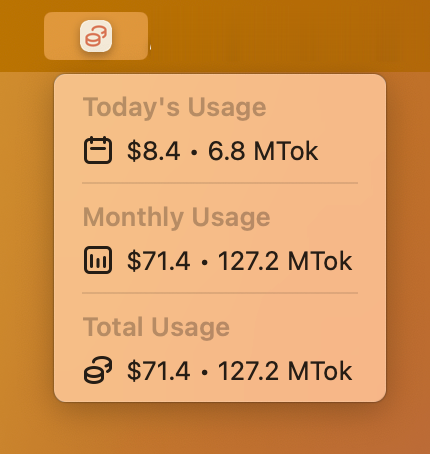 Today's Usage
$8.4 • 6.8 MTok
Monthly Usage
$71.4 • 127.2 MTok
Total Usage
$71.4 • 127.2 MTok